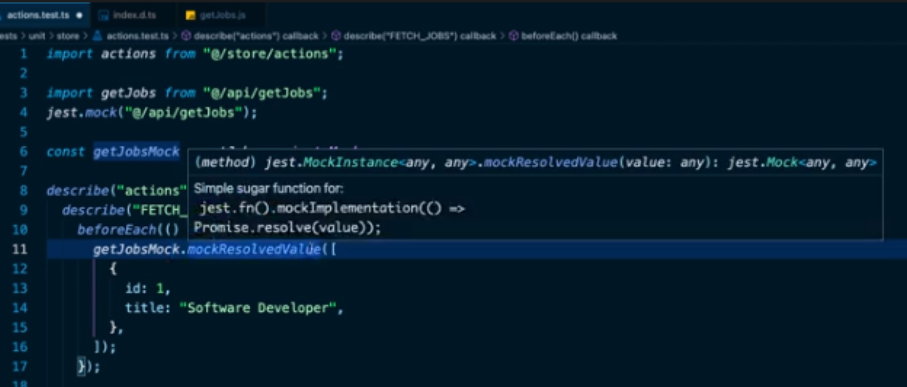 actions.test.ts ● index.d.ts getJobs.js
ests > unit > store > actions.test.ts > describe("actions") callback > describe("FETCH_JOBS") callback > beforeEach() callback
1 import actions from "@/store/actions";
2
3 import getJobs from "@/api/getJobs";
4 jest.mock("@/api/getJobs");
5
6 const getJobsMock
(method) jest.MockInstance<any, any>.mockResolvedValue(value: any): jest.Mock<any, any>
7
Simple sugar function for:
8 describe("actions"
jest.fn().mockImplementation(() =>
9 describe("FETCH_
Promise.resolve(value));
10 beforeEach(()
11 getJobsMock.mockResolvedValue([
12 {
13 id: 1,
14 title: "Software Developer",
15 },
16 ]);
17 });
18